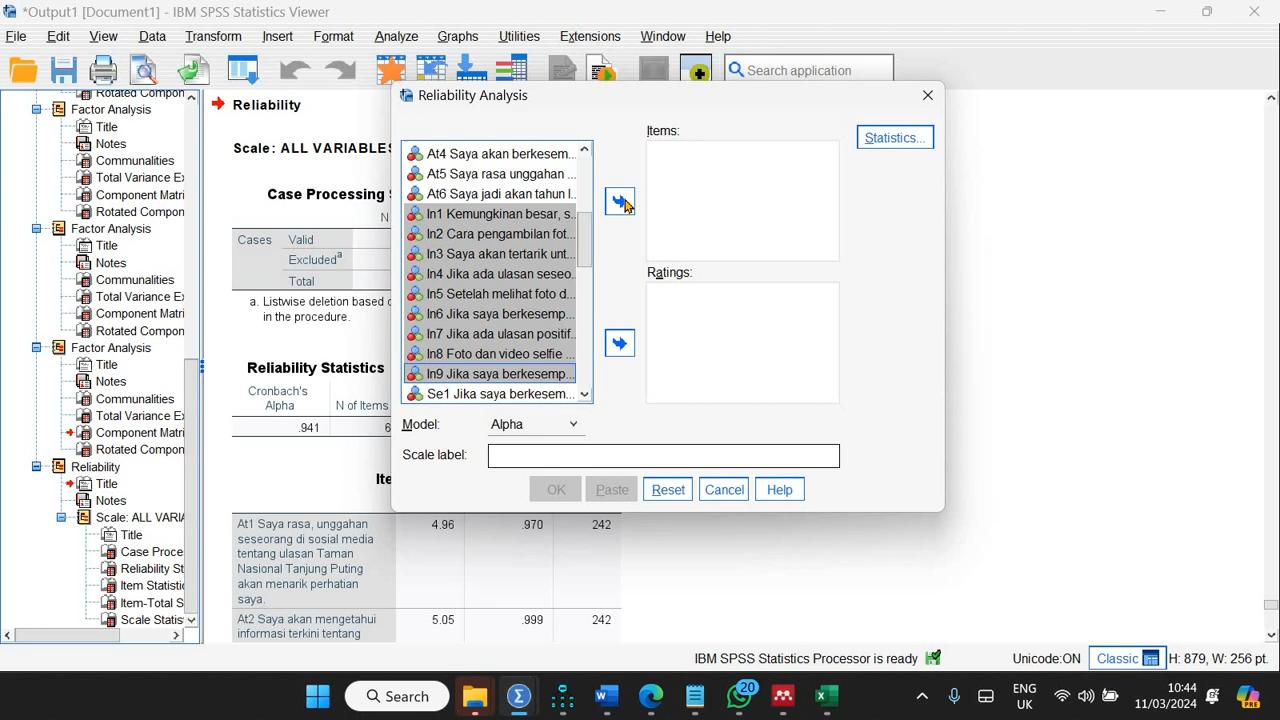 *Output1 [Document1] - IBM SPSS Statistics Viewer
File Edit View Data Transform Insert Format Analyze Graphs Utilities Extensions Window Help
Search application
Rotated Compon
Factor Analysis
Title
Notes
Communalities
Total Variance Ex
Component Matri
Rotated Compon
Factor Analysis
Title
Notes
Communalities
Total Variance Ex
Component Matri
Rotated Compon
Factor Analysis
Title
Notes
Communalities
Total Variance Ex
Component Matri
Rotated Compon
Reliability
Title
Notes
Scale: ALL VARIA
Title
Case Proce
Reliability St
Item Statistic
Item-Total S
Scale Statis
Reliability
Scale: ALL VARIABLES
Case Processing
N
Cases Valid
Excludedᵃ
Total
a. Listwise deletion based o
in the procedure.
Reliability Statistics
Cronbach's
Alpha N of Items
.941 6
Ite
At1 Saya rasa, unggahan
seseorang di sosial media
tentang ulasan Taman
Nasional Tanjung Puting
akan menarik perhatian
saya.
4.96 .970 242
At2 Saya akan mengetahui
informasi terkini tentang
5.05 .999 242
Reliability Analysis
At4 Saya akan berkesem...
At5 Saya rasa unggahan
At6 Saya jadi akan tahun l...
In1 Kemungkinan besar, s...
In2 Cara pengambilan fot...
In3 Saya akan tertarik unt...
In4 Jika ada ulasan seseo...
In5 Setelah melihat foto d...
In6 Jika saya berkesemp...
In7 Jika ada ulasan positif...
In8 Foto dan video selfie ...
In9 Jika saya berkesemp...
Se1 Jika saya berkesem...
Items:
Ratings:
Statistics...
Model: Alpha
Scale label:
OK Paste Reset Cancel Help
IBM SPSS Statistics Processor is ready
Unicode:ON Classic H: 879, W: 256 pt.
Search
20
ENG
UK
10:44
11/03/2024
PRE